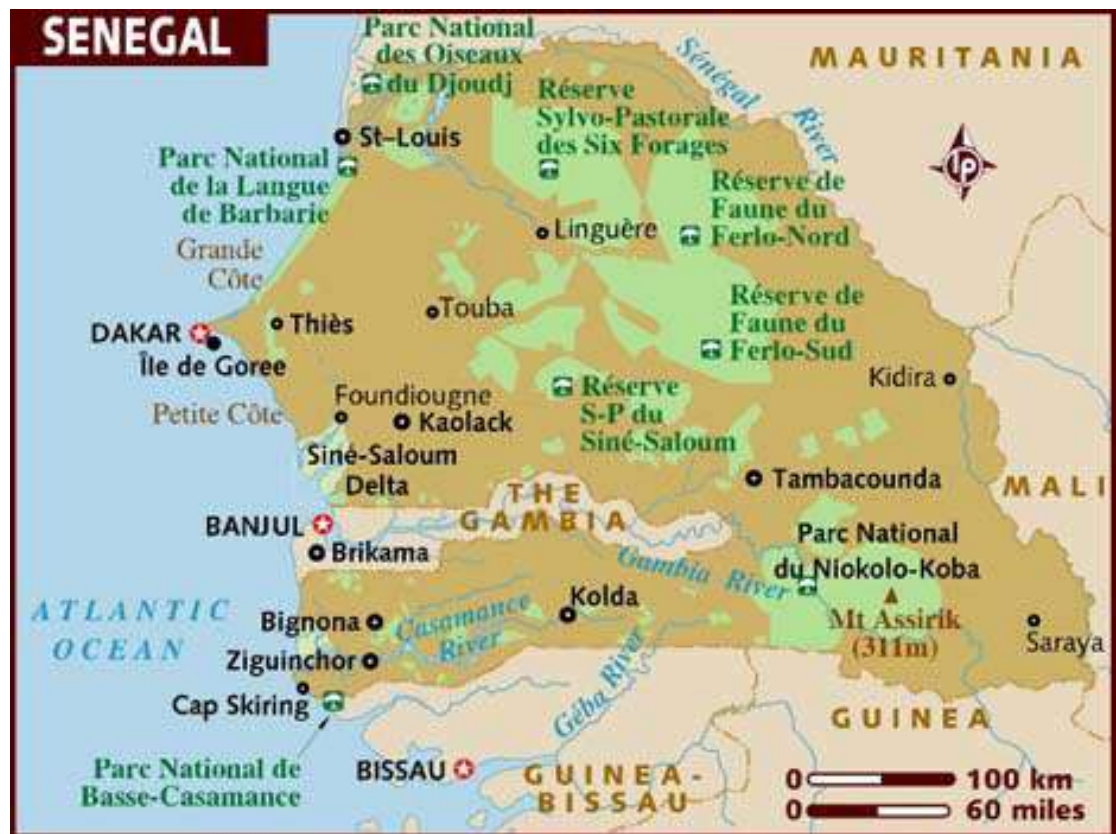 SENEGAL
Parc National
des Oiseaux
du Djoudj
Sénégal
River
MAURITANIA
Réserve
Sylvo-Pastorale
des Six Forages
St-Louis
Parc National
de la Langue
de Barbarie
LP
Réserve de
Faune du
Ferlo-Nord
Linguère
Grande
Côte
Réserve de
Faune du
Ferlo-Sud
Touba
Thiès
DAKAR
Île de Goree
Kidira
Petite Côte
Foundiougne
Kaolack
Réserve
S-P du
Siné-Saloum
Siné-Saloum
Delta
Tambacounda
MALI
THE
GAMBIA
BANJUL
Brikama
Parc National
du Niokolo-Koba
Gambia River
Kolda
Mt Assirik
(311m)
Saraya
ATLANTIC
OCEAN
Bignona
Casamance
River
Ziguinchor
Géba River
Cap Skiring
GUINEA
Parc National de
Basse-Casamance
BISSAU
GUINEA-
BISSAU
0 100 km
0 60 miles